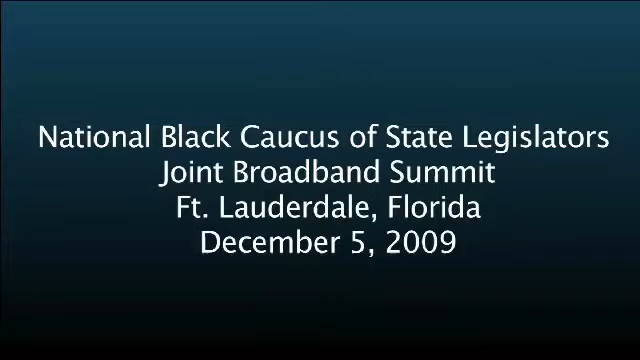 National Black Caucus of State Legislators
Joint Broadband Summit
Ft. Lauderdale, Florida
December 5, 2009